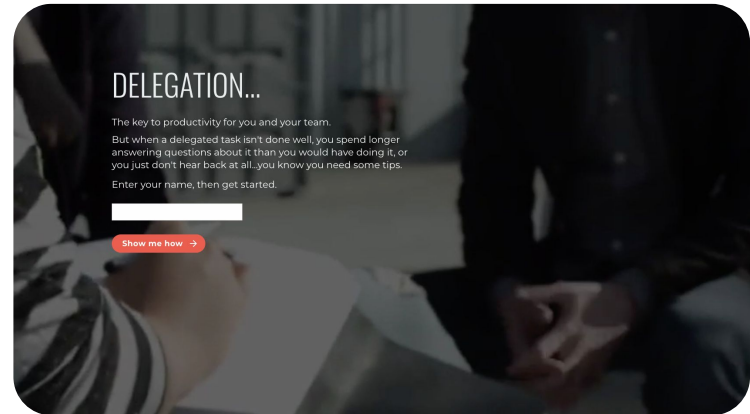 DELEGATION...
The key to productivity for you and your team.
But when a delegated task isn't done well, you spend longer
answering questions about it than you would have doing it, or
you just don't hear back at all...you know you need some tips.
Enter your name, then get started.
Show me how →